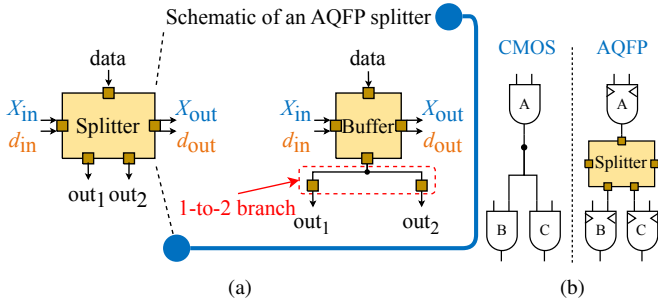 Schematic of an AQFP splitter
data
X_in
d_in
Splitter
X_out
d_out
out_1 out_2
data
X_in
d_in
Buffer
X_out
d_out
1-to-2 branch
out_1
out_2
(a)
CMOS
AQFP
A
A
Splitter
B
C
B
C
(b)